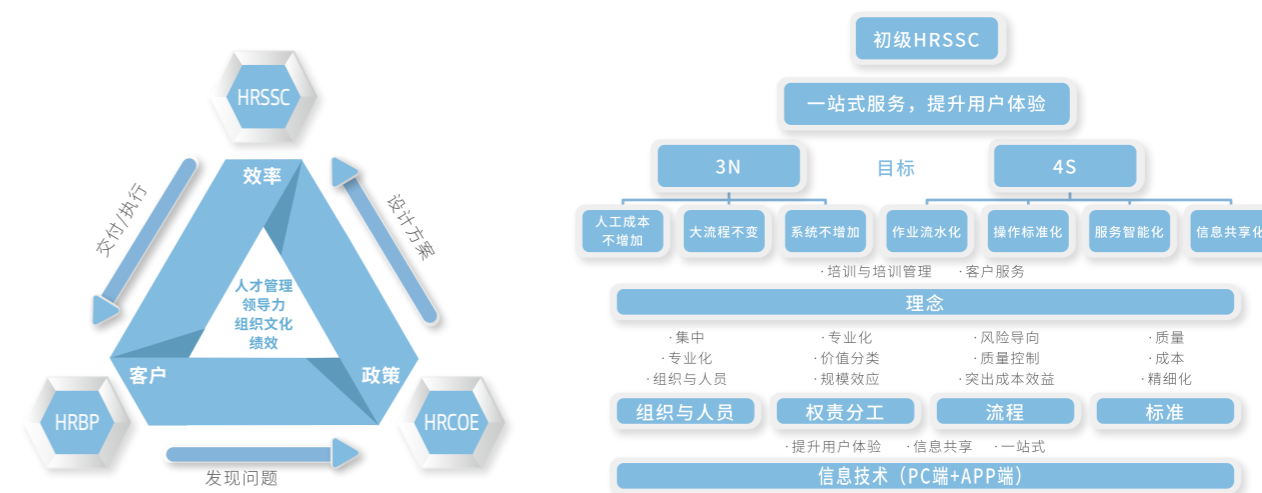 HRSSC
效率
交付/执行
设计方案
人才管理
领导力
组织文化
绩效
客户
政策
HRBP
HRCOE
发现问题
初级HRSSC
一站式服务，提升用户体验
3N
目标
4S
人工成本
不增加
大流程不变
系统不增加
作业流水化
操作标准化
服务智能化
信息共享化
·培训与培训管理 ·客户服务
理念
·集中 ·专业化 ·风险导向 ·质量
·专业化 ·价值分类 ·质量控制 ·成本
·组织与人员 ·规模效应 ·突出成本效益 ·精细化
组织与人员 权责分工 流程 标准
·提升用户体验 ·信息共享 ·一站式
信息技术（PC端+APP端）